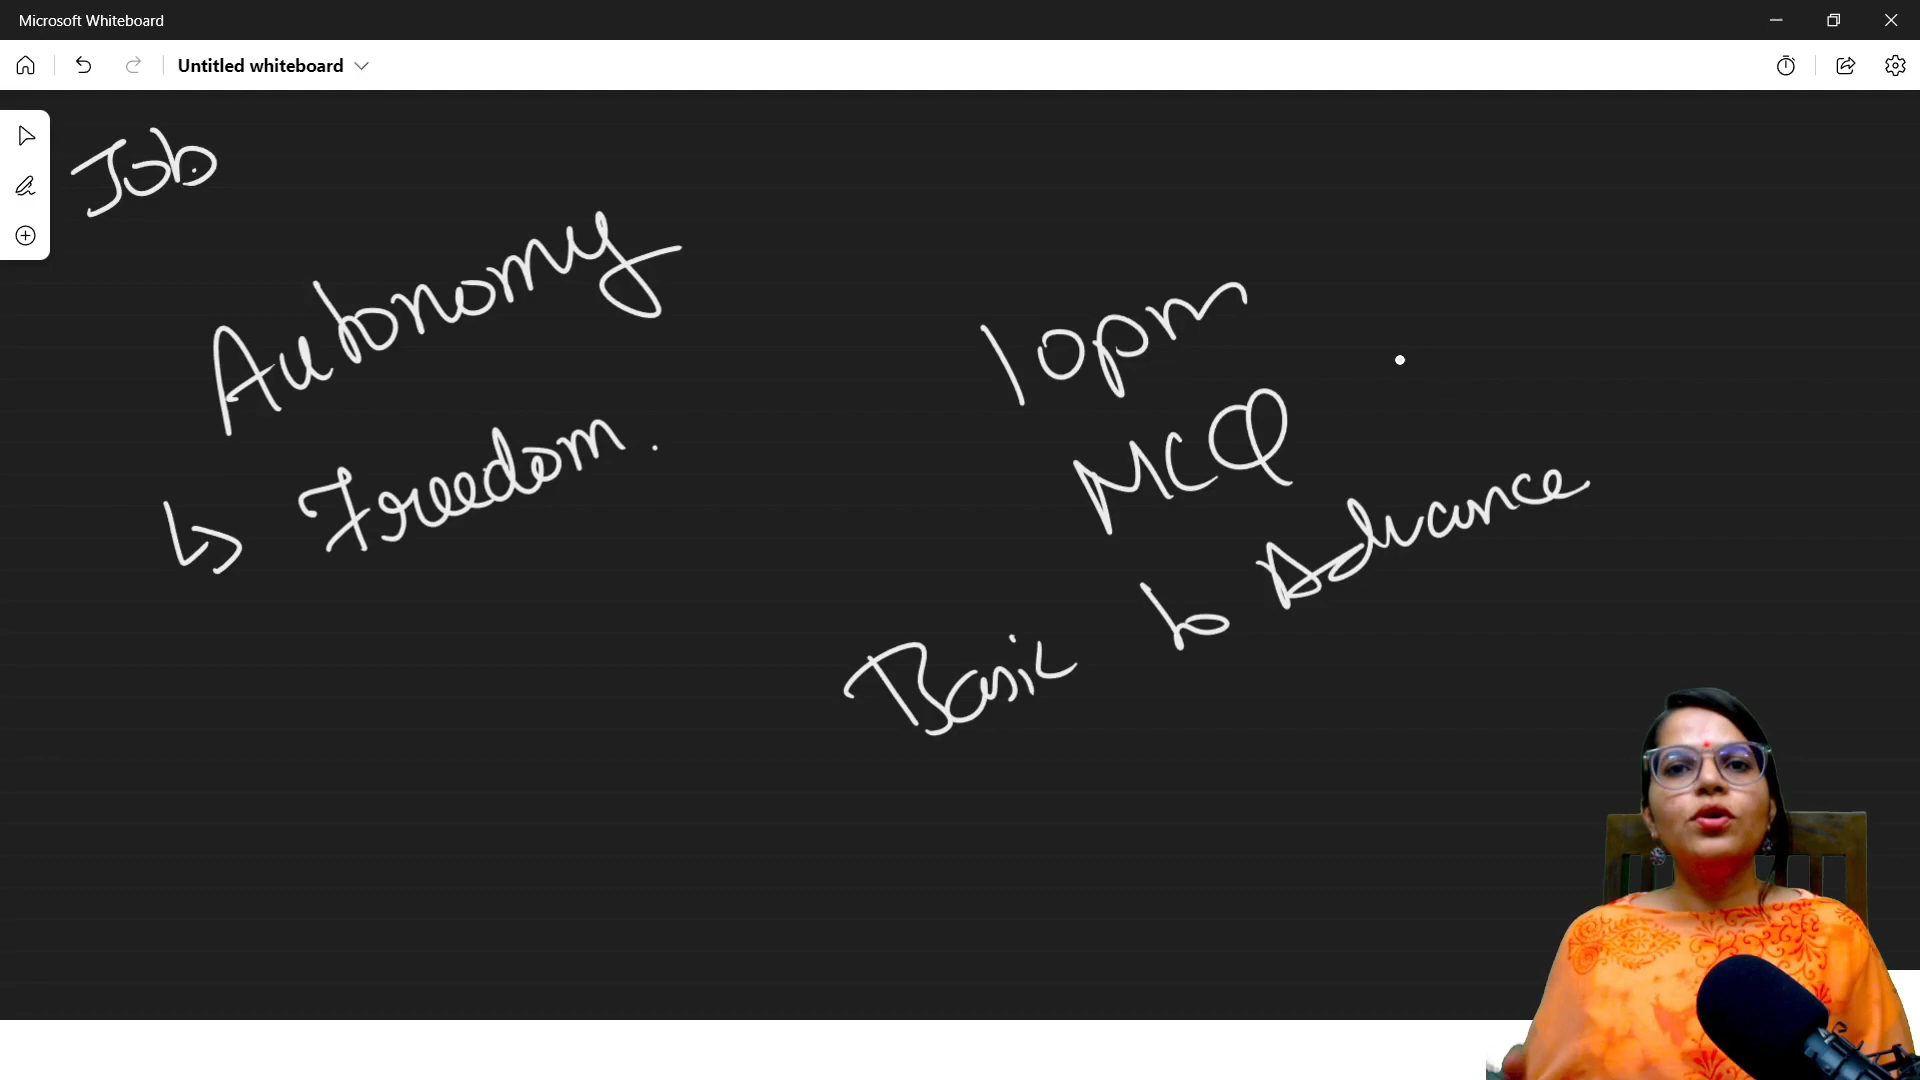 Microsoft Whiteboard
Untitled whiteboard
Job
Autonomy
↳ Freedom.
10pm
MCQ
Basic to Advance